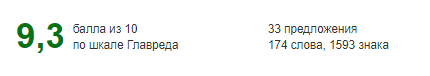 9,3 балла из 10
по шкале Главреда
33 предложения
174 слова, 1593 знака